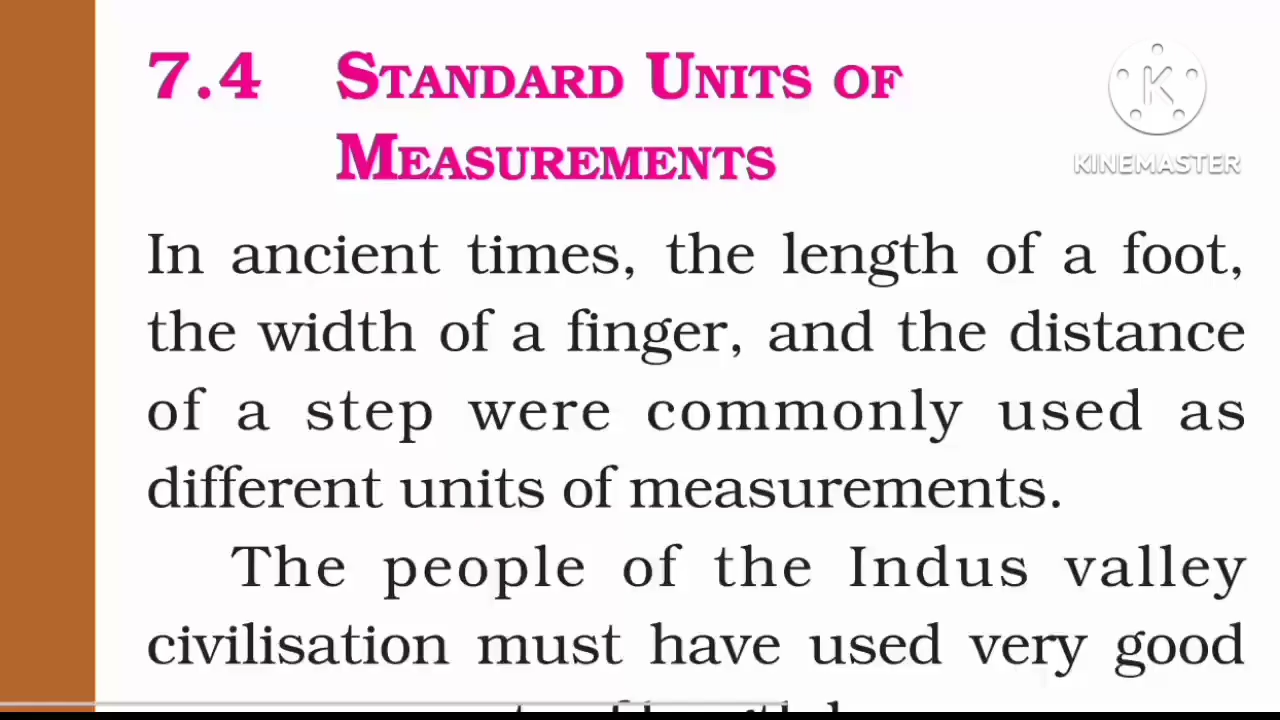 7.4 STANDARD UNITS OF
MEASUREMENTS
KINEMASTER
In ancient times, the length of a foot,
the width of a finger, and the distance
of a step were commonly used as
different units of measurements.
The people of the Indus valley
civilisation must have used very good